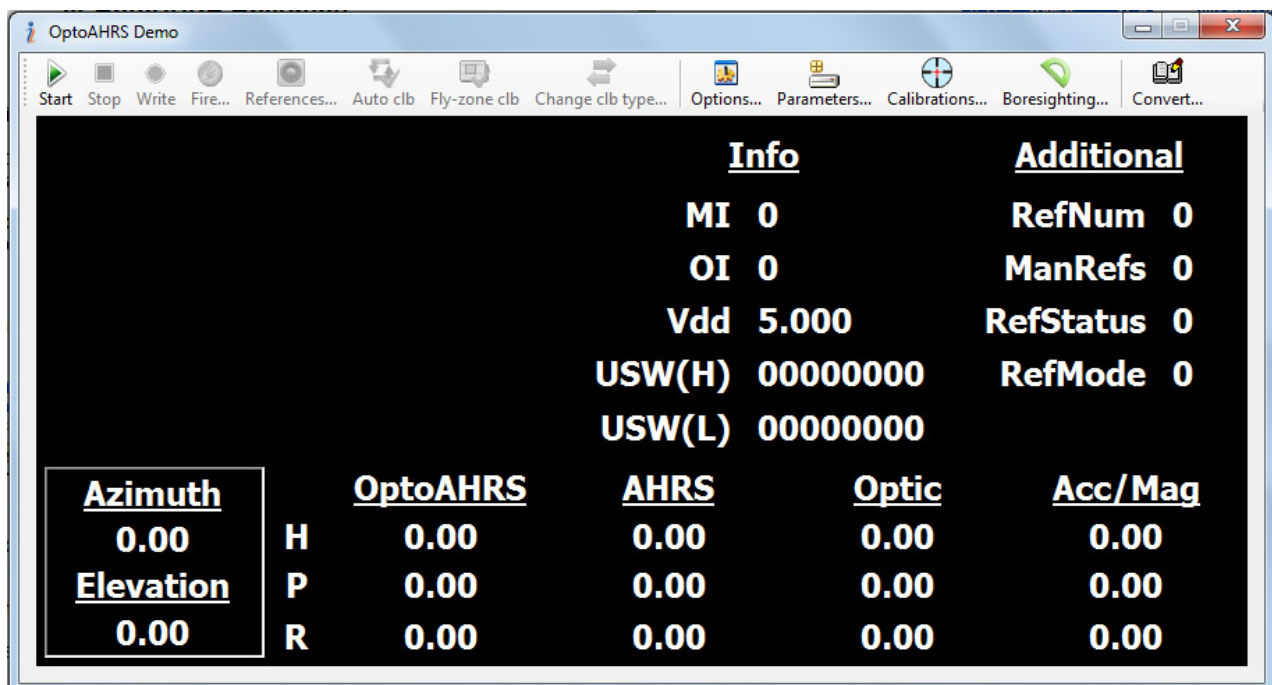 OptoAHRS Demo
Start Stop Write Fire... References... Auto clb Fly-zone clb Change clb type... Options... Parameters... Calibrations... Boresighting... Convert...
Info Additional
MI 0 RefNum 0
OI 0 ManRefs 0
Vdd 5.000 RefStatus 0
USW(H) 00000000 RefMode 0
USW(L) 00000000
Azimuth OptoAHRS AHRS Optic Acc/Mag
0.00 H 0.00 0.00 0.00 0.00
Elevation P 0.00 0.00 0.00 0.00
0.00 R 0.00 0.00 0.00 0.00